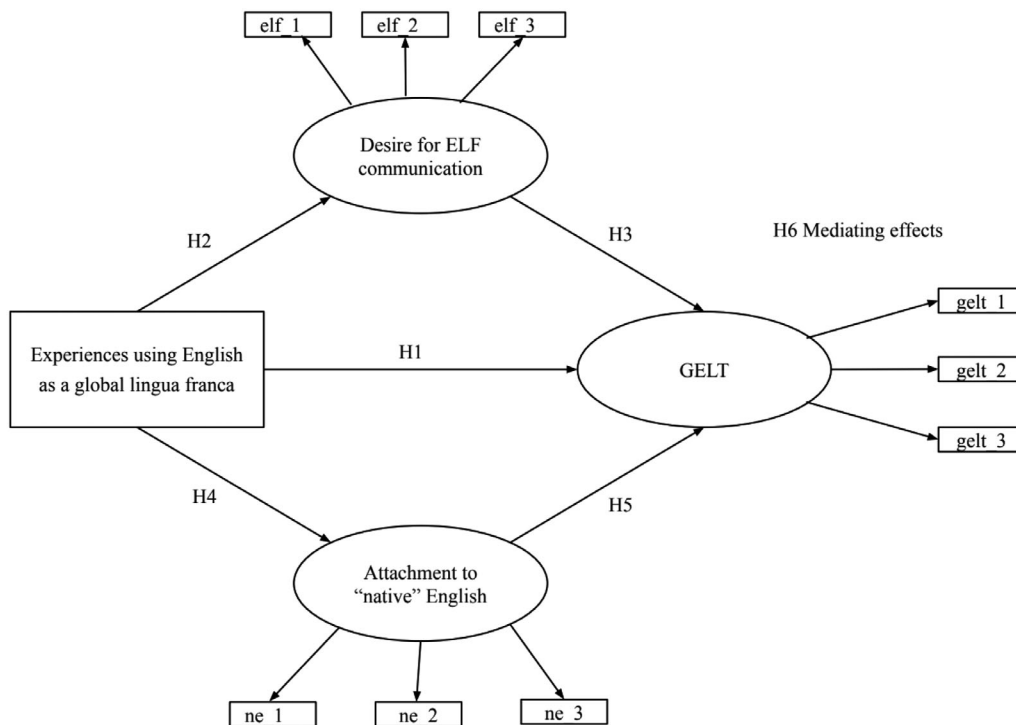 elf_1
elf_2
elf_3
Desire for ELF
communication
H2
H3
H6 Mediating effects
Experiences using English
as a global lingua franca
H1
GELT
gelt_1
gelt_2
gelt_3
H4
H5
Attachment to
“native” English
ne_1
ne_2
ne_3